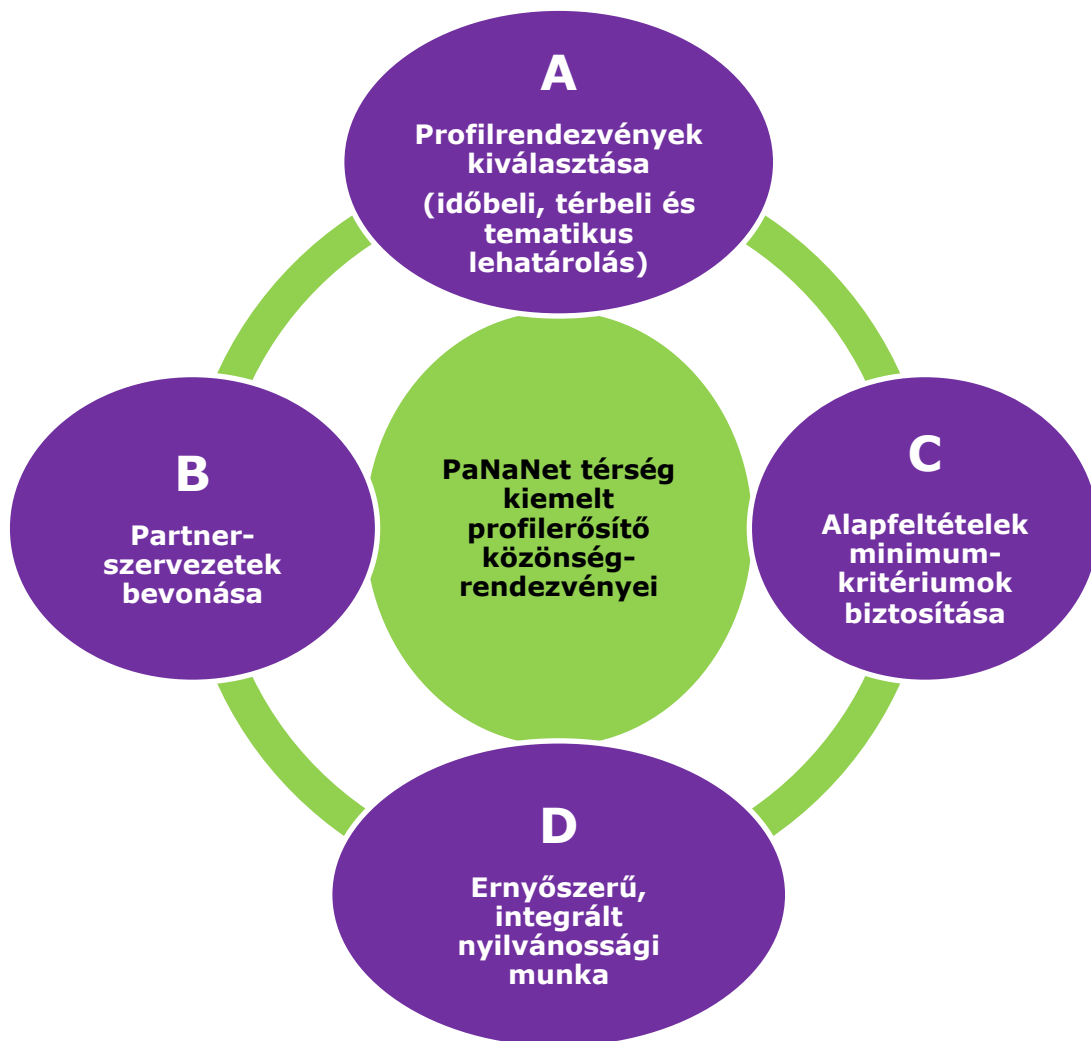 A
Profilrendezvények
kiválasztása
(időbeli, térbeli és
tematikus
lehatárolás)
B
Partner-
szervezetek
bevonása
PaNaNet térség
kiemelt
profilerősítő
közönség-
rendezvényei
C
Alapfeltételek
minimum-
kritériumok
biztosítása
D
Ernyőszerű,
integrált
nyilvánossági
munka